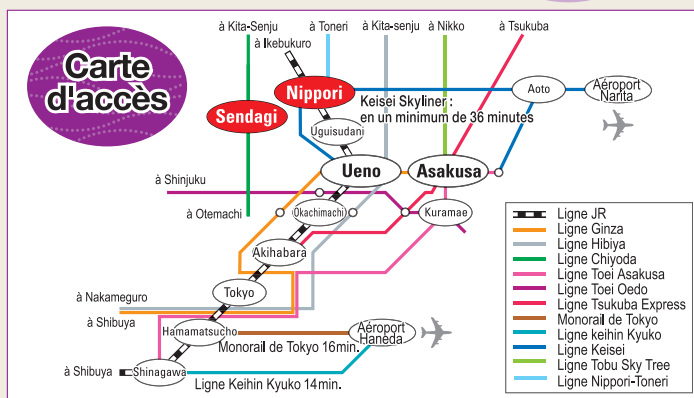 Carte
d'accès
à Kita-Senju
à Toneri
à Kita-senju
à Nikko
à Tsukuba
à Ikebukuro
Nippori
Sendagi
Keisei Skyliner :
en un minimum de 36 minutes
Aoto
Aéroport
Narita
Uguisudani
Ueno
Asakusa
à Shinjuku
Okachimachi
Kuramae
à Otemachi
Akihabara
Tokyo
à Nakameguro
à Shibuya
Hamamatsucho
Aéroport
Haneda
Monorail de Tokyo 16min.
à Shibuya
Shinagawa
Ligne Keihin Kyuko 14min.
Ligne JR
Ligne Ginza
Ligne Hibiya
Ligne Chiyoda
Ligne Toei Asakusa
Ligne Toei Oedo
Ligne Tsukuba Express
Monorail de Tokyo
Ligne keihin Kyuko
Ligne Keisei
Ligne Tobu Sky Tree
Ligne Nippori-Toneri